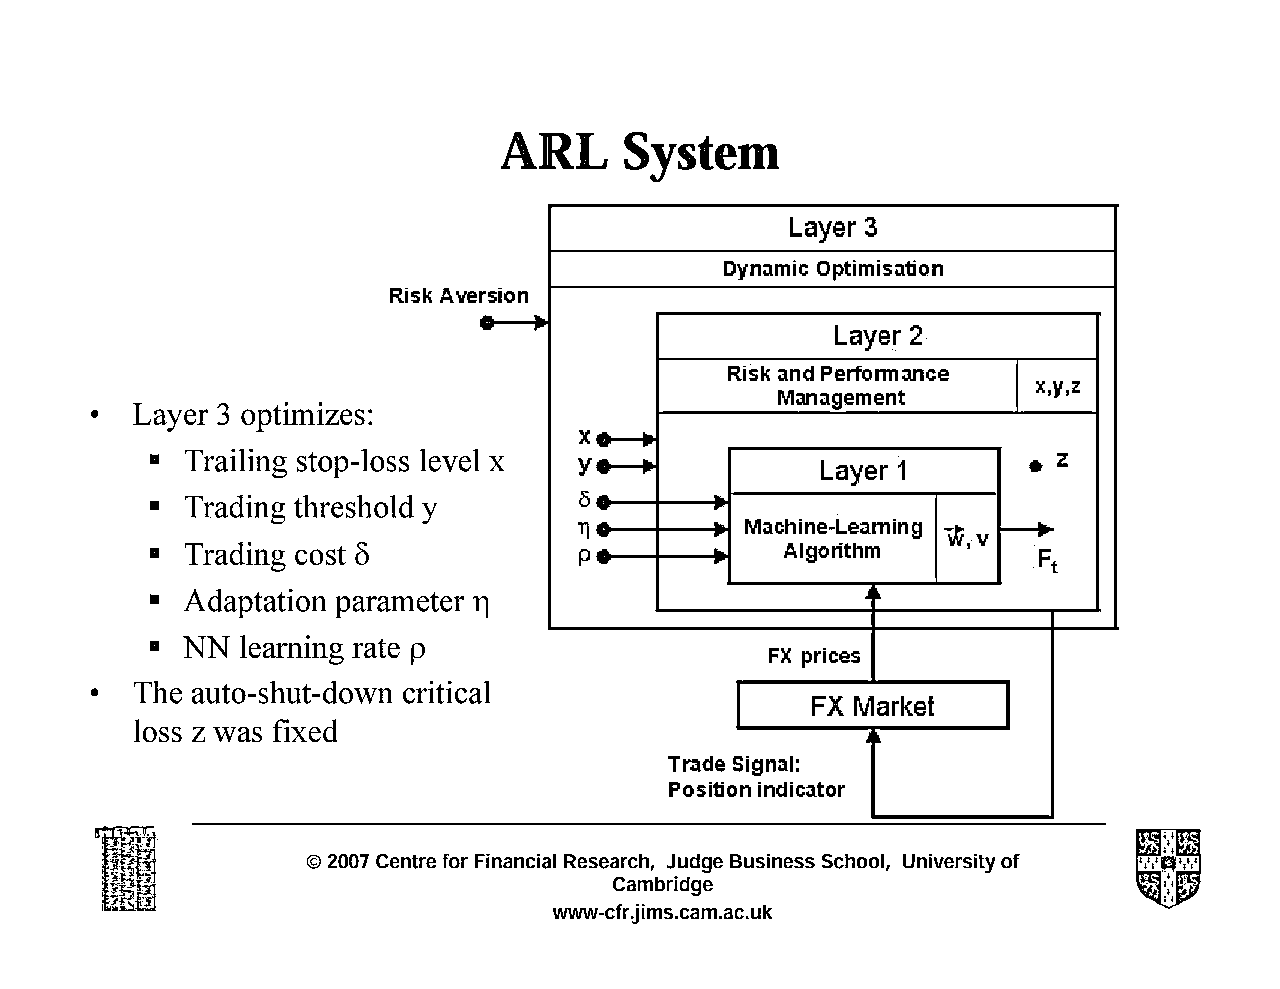 ARL System
Layer 3
Dynamic Optimisation
Risk Aversion
Layer 2
Risk and Performance
Management
x,y,z
• Layer 3 optimizes:
▪ Trailing stop-loss level x
▪ Trading threshold y
▪ Trading cost δ
▪ Adaptation parameter η
▪ NN learning rate ρ
• The auto-shut-down critical
loss z was fixed
x
y
δ
η
ρ
Layer 1
Machine-Learning
Algorithm
w, v
z
Ft
FX prices
FX Market
Trade Signal:
Position indicator
© 2007 Centre for Financial Research, Judge Business School, University of
Cambridge
www-cfr.jims.cam.ac.uk